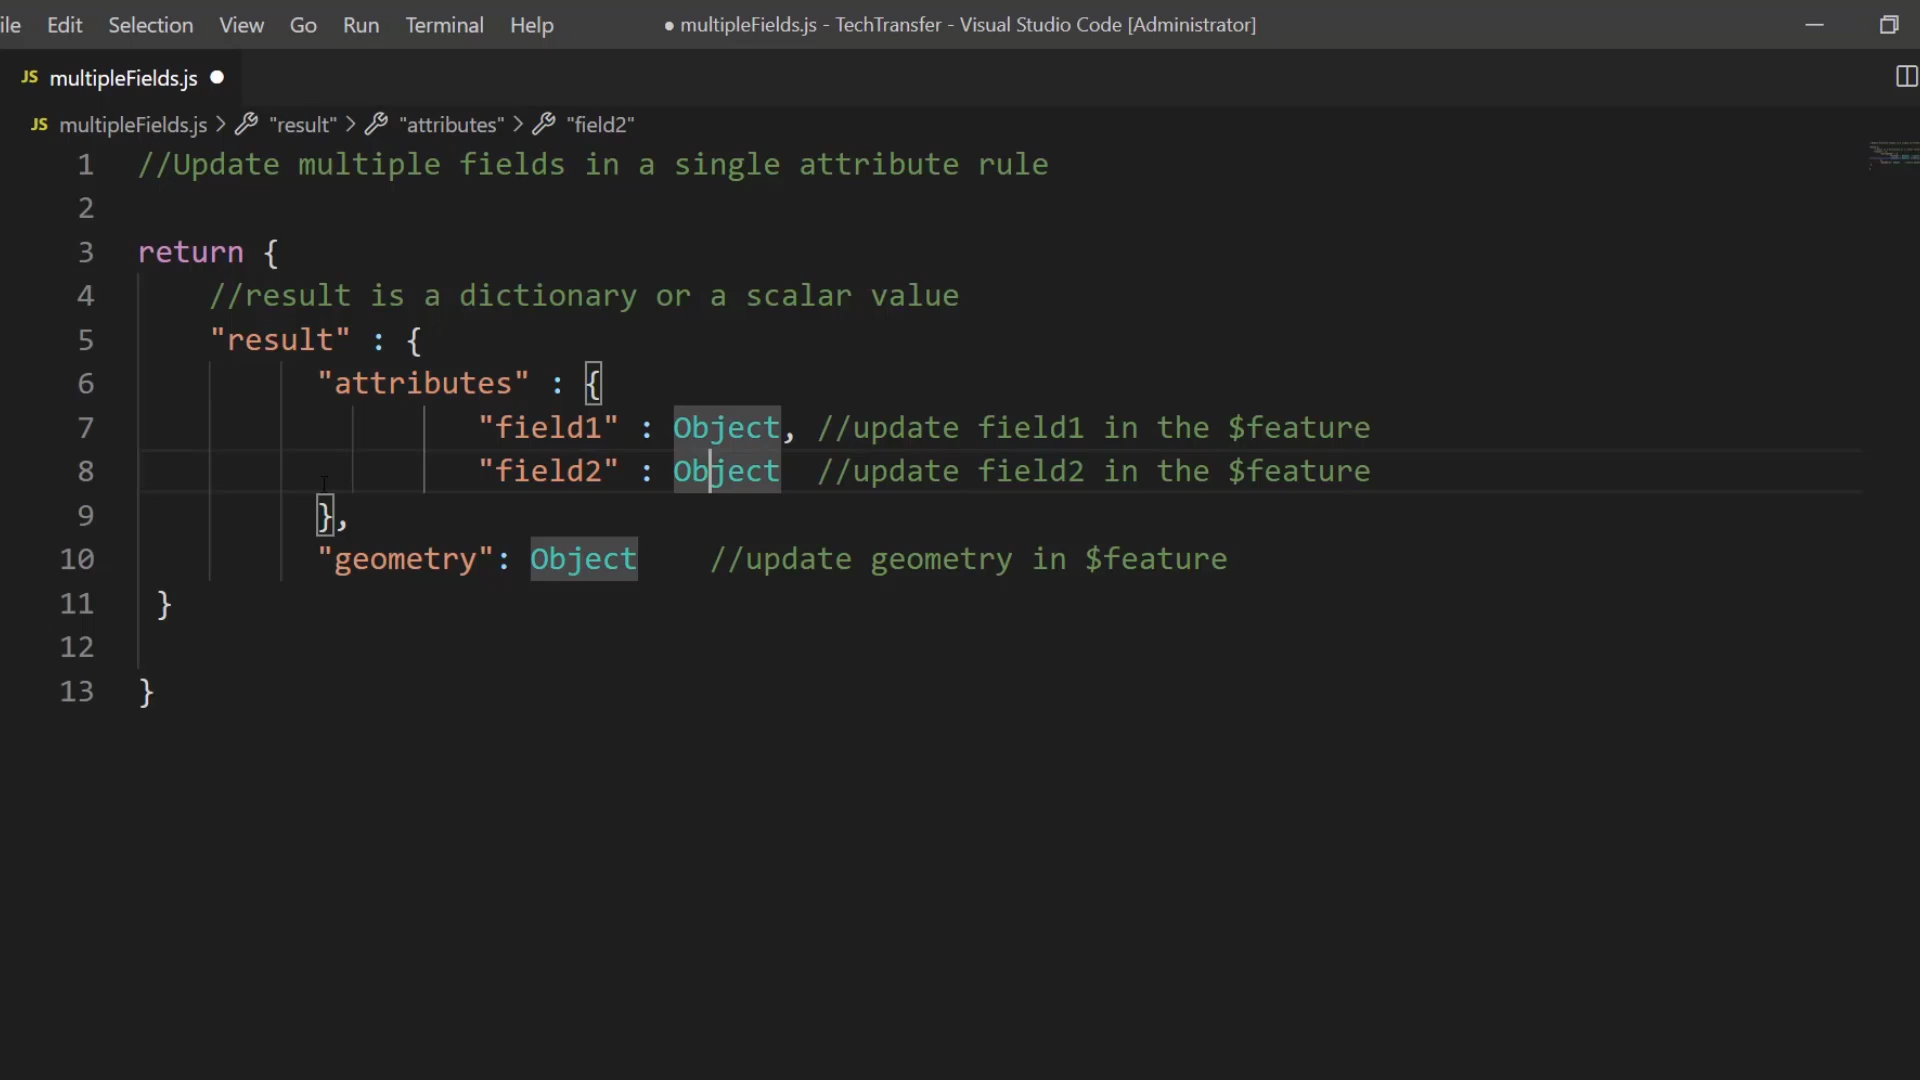 ile Edit Selection View Go Run Terminal Help ● multipleFields.js - TechTransfer - Visual Studio Code [Administrator]
JS multipleFields.js ●
JS multipleFields.js > "result" > "attributes" > "field2"
1 //Update multiple fields in a single attribute rule
2
3 return {
4 //result is a dictionary or a scalar value
5 "result" : {
6 "attributes" : {
7 "field1" : Object, //update field1 in the $feature
8 "field2" : Object //update field2 in the $feature
9 },
10 "geometry": Object //update geometry in $feature
11 }
12
13 }